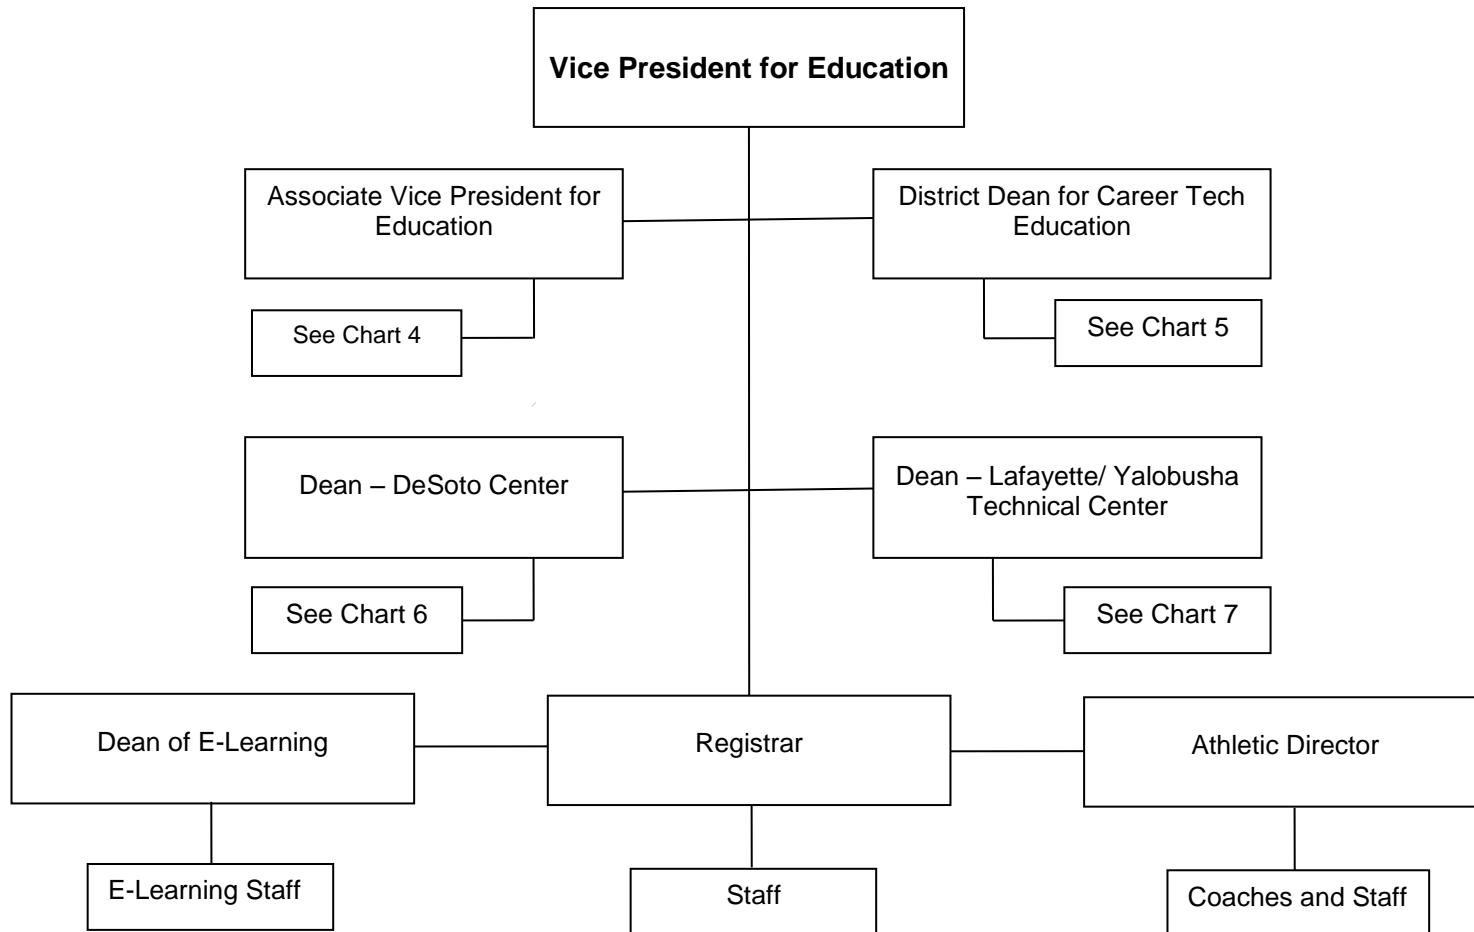 Vice President for Education
Associate Vice President for
Education
District Dean for Career Tech
Education
See Chart 4
See Chart 5
Dean – DeSoto Center
Dean – Lafayette/ Yalobusha
Technical Center
See Chart 6
See Chart 7
Dean of E-Learning
Registrar
Athletic Director
E-Learning Staff
Staff
Coaches and Staff